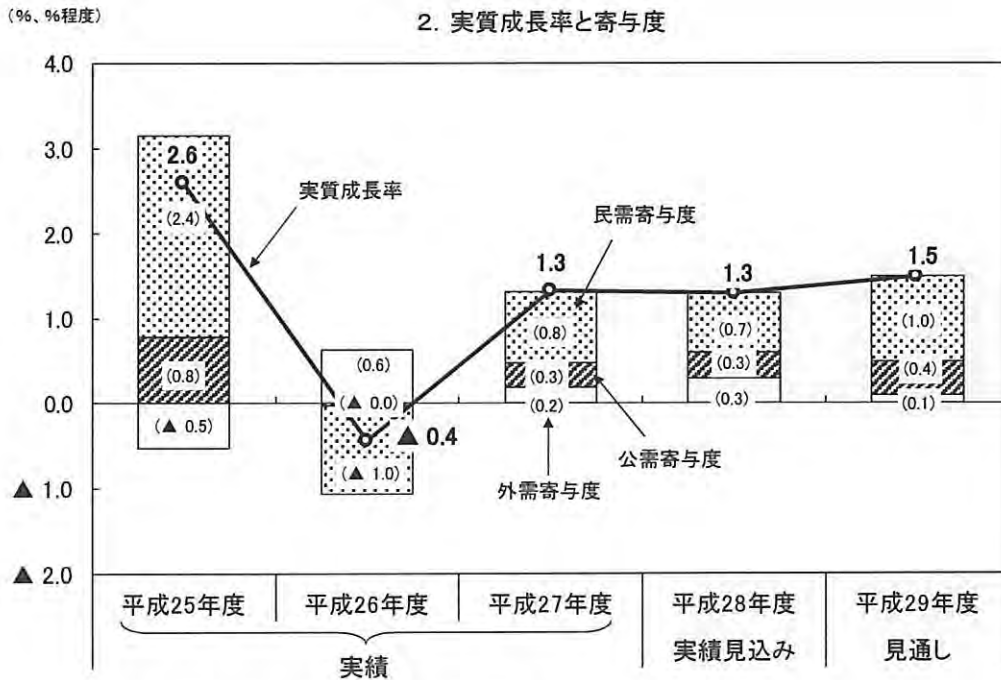 (%、%程度)
2. 実質成長率と寄与度
4.0
3.0
2.0
1.0
0.0
▲ 1.0
▲ 2.0
2.6
(2.4)
(0.8)
(▲ 0.5)
実質成長率
(0.6)
(▲ 0.0)
▲ 0.4
(▲ 1.0)
1.3
(0.8)
(0.3)
(0.2)
民需寄与度
公需寄与度
外需寄与度
1.3
(0.7)
(0.3)
(0.3)
1.5
(1.0)
(0.4)
(0.1)
平成25年度
平成26年度
平成27年度
平成28年度
平成29年度
実績
実績見込み
見通し